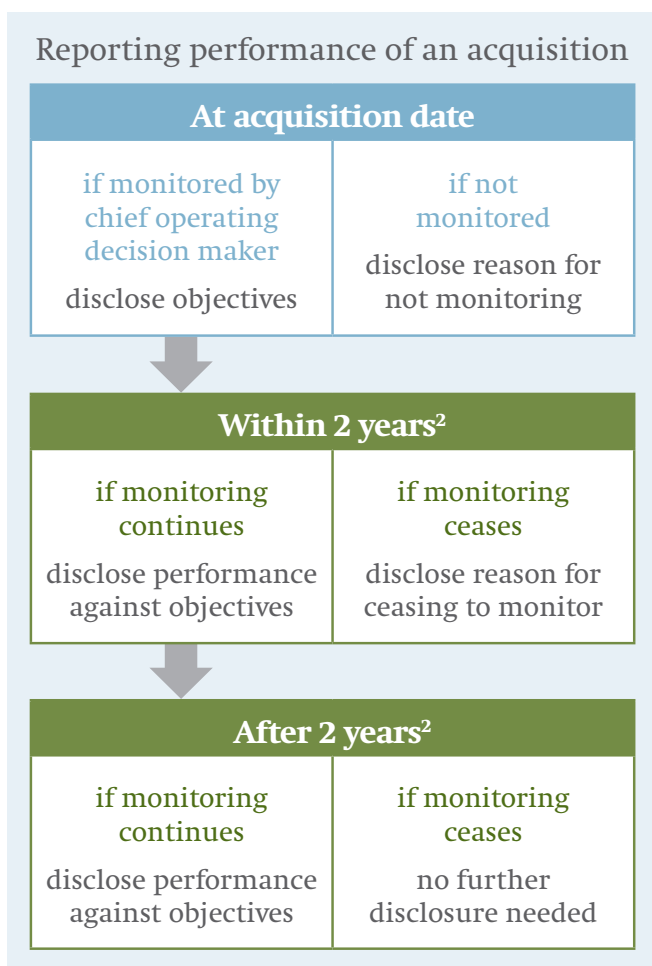 Reporting performance of an acquisition
At acquisition date
if monitored by
chief operating
decision maker
disclose objectives
if not
monitored
disclose reason for
not monitoring
Within 2 years²
if monitoring
continues
disclose performance
against objectives
if monitoring
ceases
disclose reason for
ceasing to monitor
After 2 years²
if monitoring
continues
disclose performance
against objectives
if monitoring
ceases
no further
disclosure needed